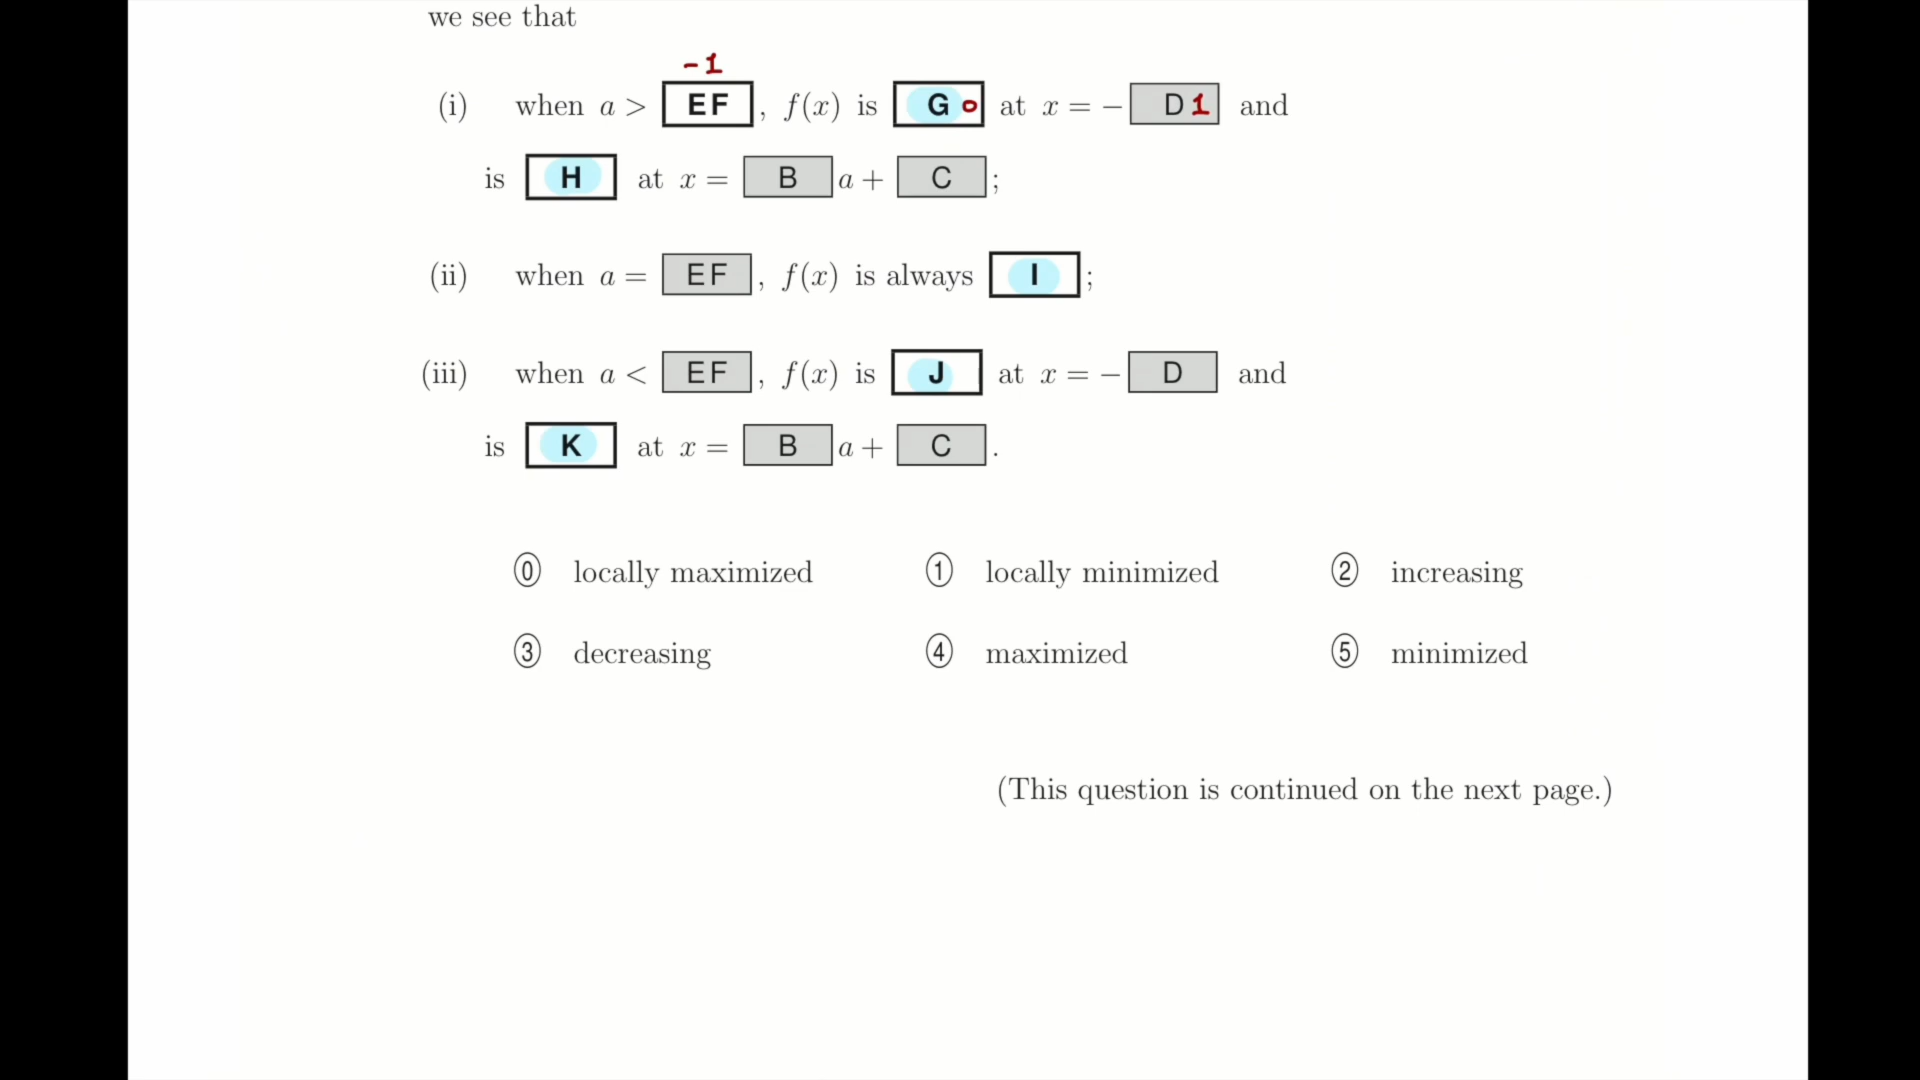 we see that
-1
(i) when a > EF , f(x) is G 0 at x = − D 1 and
is H at x = B a + C ;
(ii) when a = EF , f(x) is always I ;
(iii) when a < EF , f(x) is J at x = − D and
is K at x = B a + C .
⓪ locally maximized ① locally minimized ② increasing
③ decreasing ④ maximized ⑤ minimized
(This question is continued on the next page.)